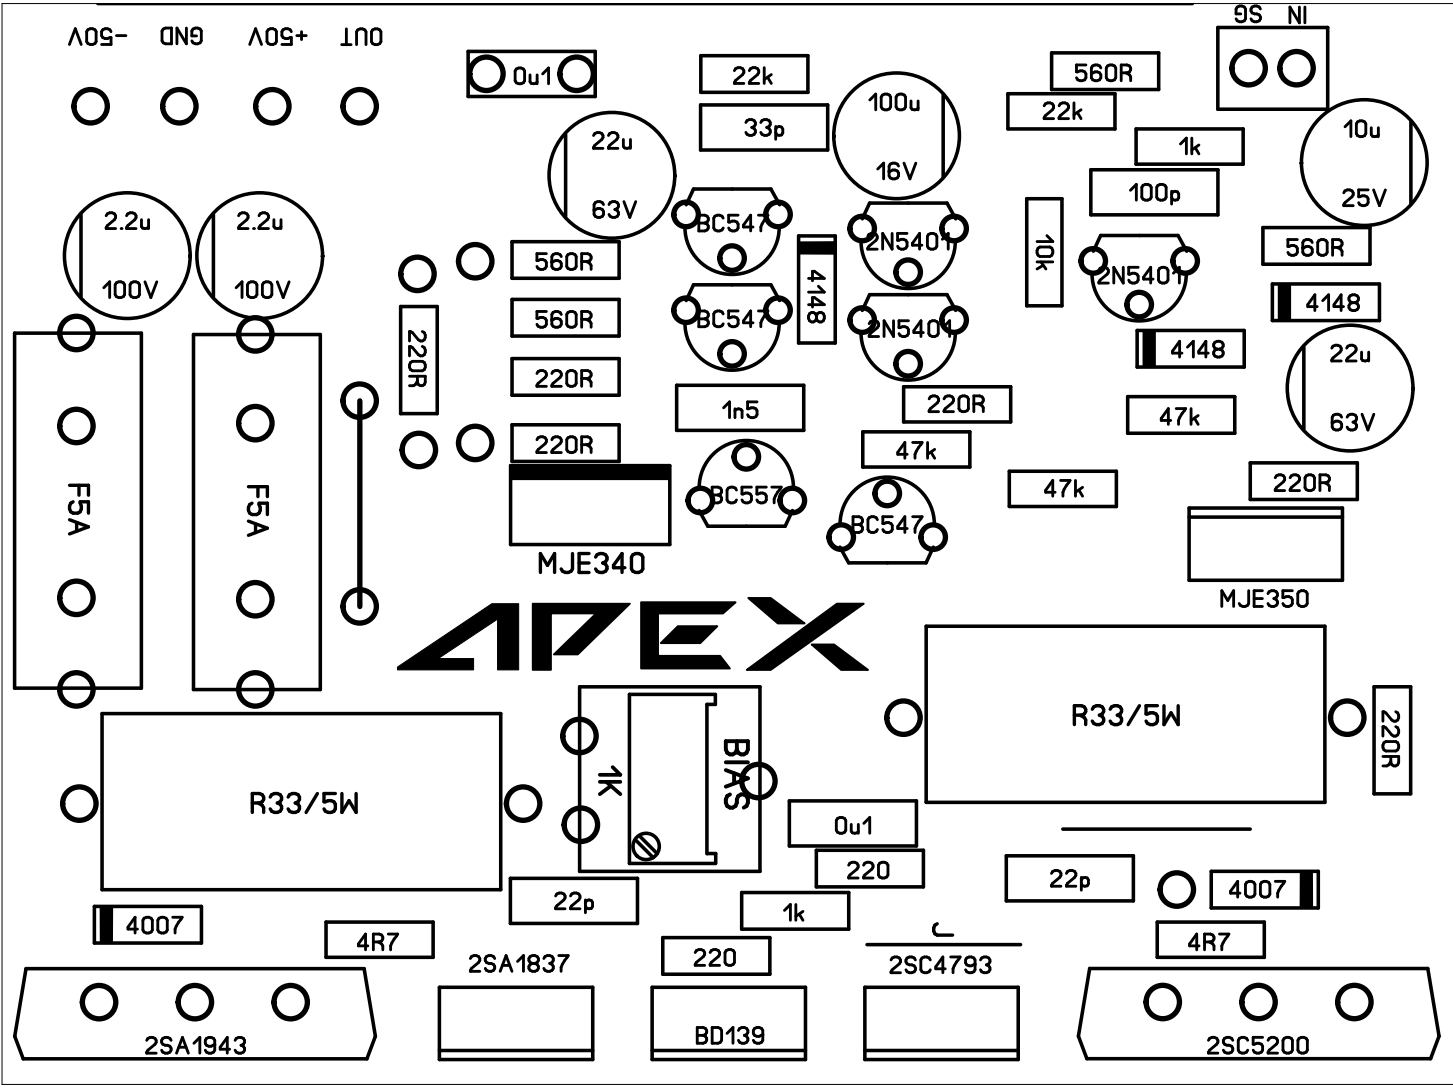 -50V
GND
+50V
OUT
0u1
22k
33p
100u
16V
560R
22k
1k
100p
SG
IN
10u
25V
22u
63V
2.2u
100V
2.2u
100V
BC547
2N5401
10k
2N5401
560R
4148
560R
4148
560R
220R
BC547
2N5401
4148
22u
63V
220R
1n5
220R
47k
220R
47k
BC557
BC547
47k
220R
F5A
F5A
MJE340
MJE350
APEX
R33/5W
220R
1K
BIAS
R33/5W
0u1
220
22p
22p
4007
1k
4007
4R7
4R7
220
J
2SA1837
2SC4793
BD139
2SA1943
2SC5200